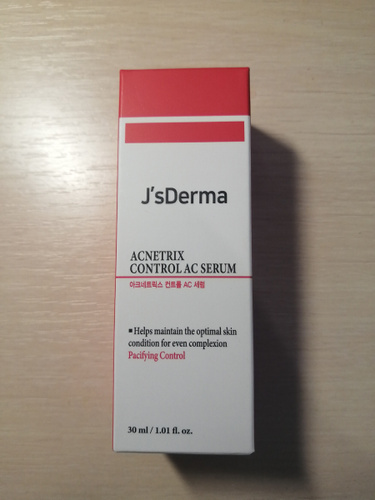 J'sDerma
ACNETRIX
CONTROL AC SERUM
아크네트릭스 컨트롤 AC 세럼
▪Helps maintain the optimal skin
condition for even complexion
Pacifying Control
30 ml / 1.01 fl. oz.